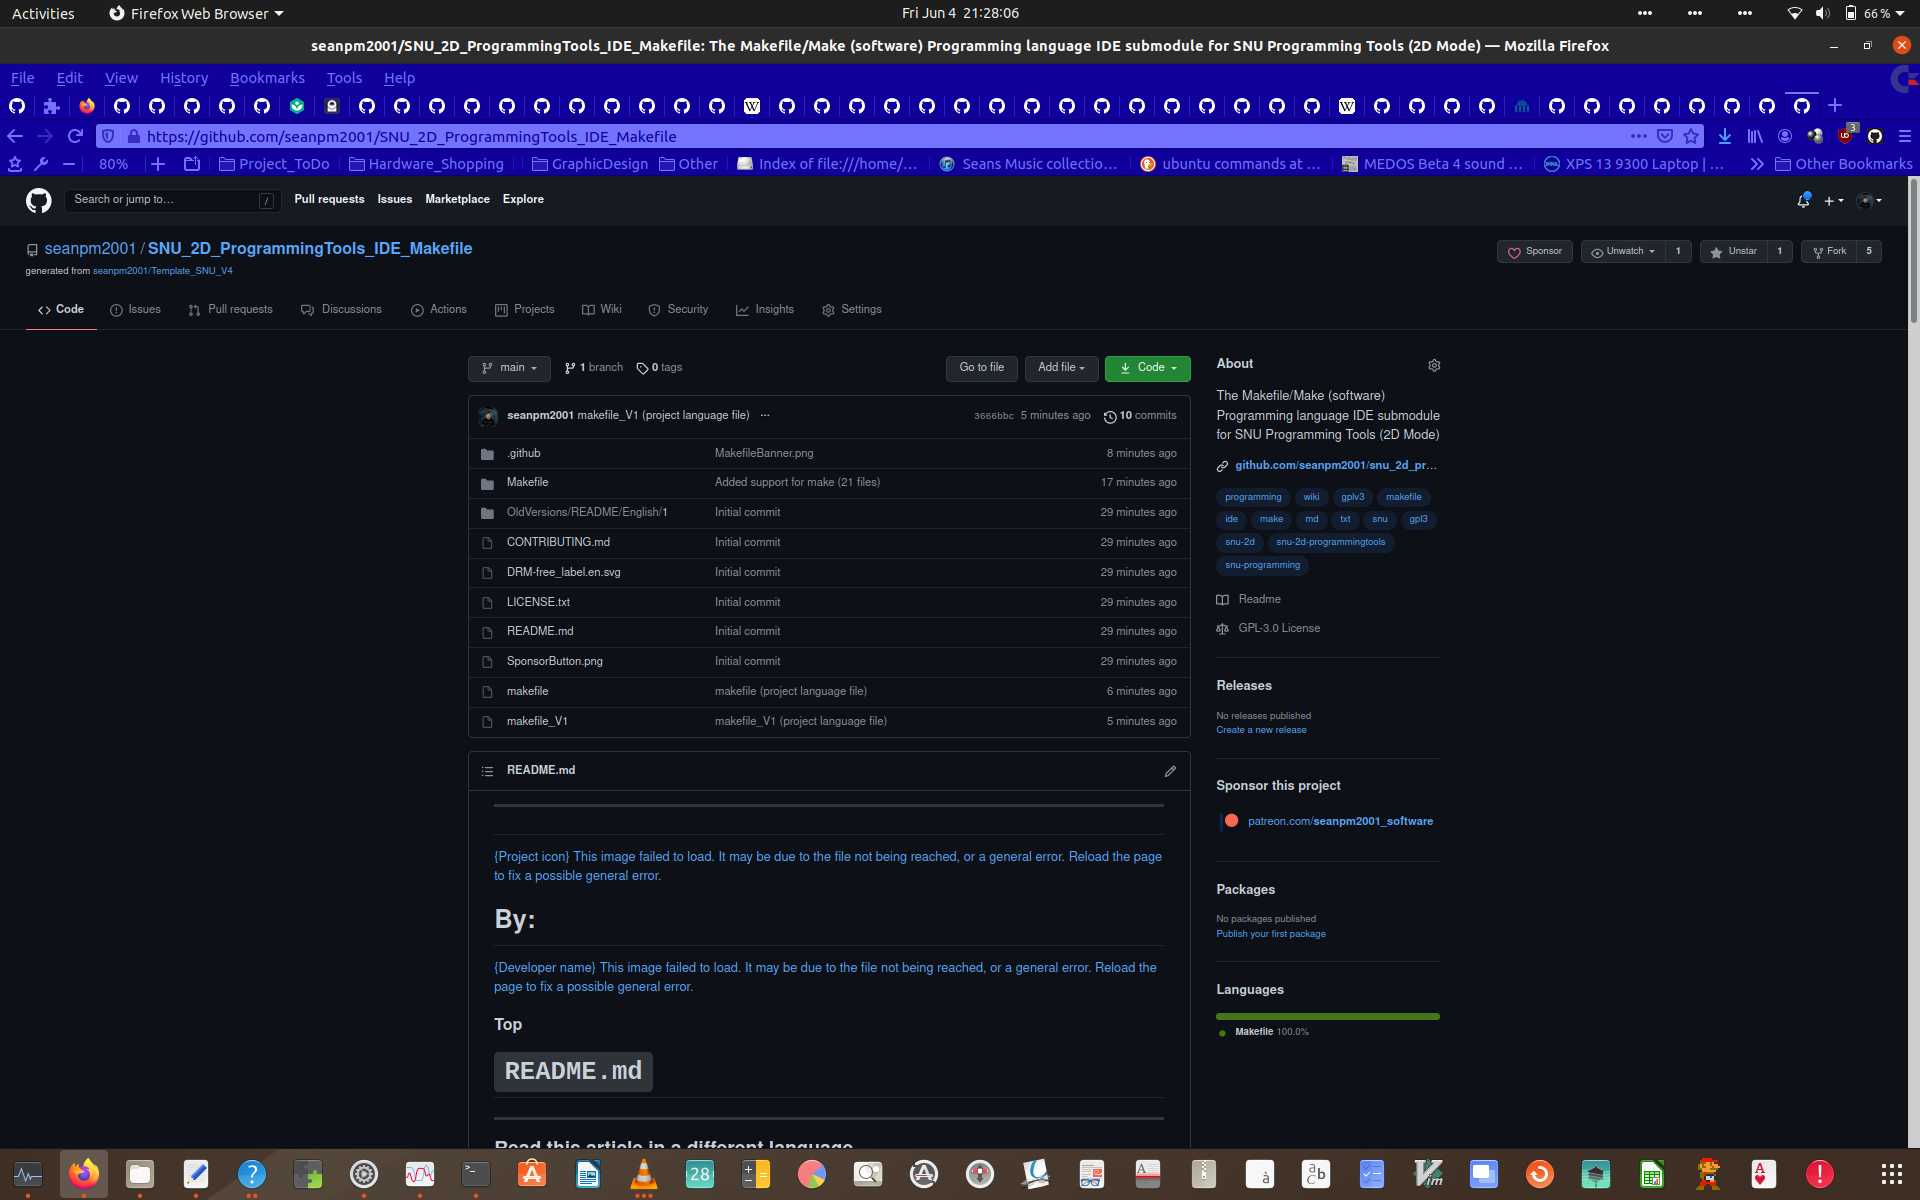 Activities
Firefox Web Browser
Fri Jun 4 21:28:06
66 %
seanpm2001/SNU_2D_ProgrammingTools_IDE_Makefile: The Makefile/Make (software) Programming language IDE submodule for SNU Programming Tools (2D Mode) — Mozilla Firefox
File Edit View History Bookmarks Tools Help
https://github.com/seanpm2001/SNU_2D_ProgrammingTools_IDE_Makefile
3
80%
Project_ToDo
Hardware_Shopping
GraphicDesign
Other
Index of file:///home/...
Seans Music collectio...
ubuntu commands at ...
MEDOS Beta 4 sound ...
XPS 13 9300 Laptop | ...
Other Bookmarks
Search or jump to...
/
Pull requests Issues Marketplace Explore
seanpm2001 / SNU_2D_ProgrammingTools_IDE_Makefile
generated from seanpm2001/Template_SNU_V4
Sponsor
Unwatch 1
Unstar 1
Fork 5
Code Issues Pull requests Discussions Actions Projects Wiki Security Insights Settings
main
1 branch
0 tags
Go to file
Add file
Code
seanpm2001 makefile_V1 (project language file) ...
3666bbc 5 minutes ago 10 commits
.github MakefileBanner.png 8 minutes ago
Makefile Added support for make (21 files) 17 minutes ago
OldVersions/README/English/1 Initial commit 29 minutes ago
CONTRIBUTING.md Initial commit 29 minutes ago
DRM-free_label.en.svg Initial commit 29 minutes ago
LICENSE.txt Initial commit 29 minutes ago
README.md Initial commit 29 minutes ago
SponsorButton.png Initial commit 29 minutes ago
makefile makefile (project language file) 6 minutes ago
makefile_V1 makefile_V1 (project language file) 5 minutes ago
README.md
{Project icon} This image failed to load. It may be due to the file not being reached, or a general error. Reload the page
to fix a possible general error.
By:
{Developer name} This image failed to load. It may be due to the file not being reached, or a general error. Reload the
page to fix a possible general error.
Top
README.md
Read this article in a different language
About
The Makefile/Make (software)
Programming language IDE submodule
for SNU Programming Tools (2D Mode)
github.com/seanpm2001/snu_2d_pr...
programming wiki gplv3 makefile
ide make md txt snu gpl3
snu-2d snu-2d-programmingtools
snu-programming
Readme
GPL-3.0 License
Releases
No releases published
Create a new release
Sponsor this project
patreon.com/seanpm2001_software
Packages
No packages published
Publish your first package
Languages
Makefile 100.0%
28